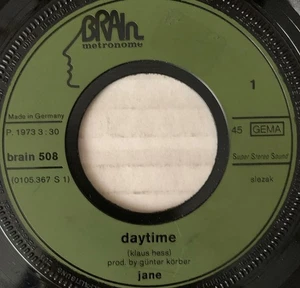 BRAIN
metronome
1
Made in Germany
P. 1973 3:30
45 GEMA
brain 508
Super-Stereo-Sound
(0105.367 S 1)
slezak
daytime
(klaus hess)
prod. by günter körber
jane